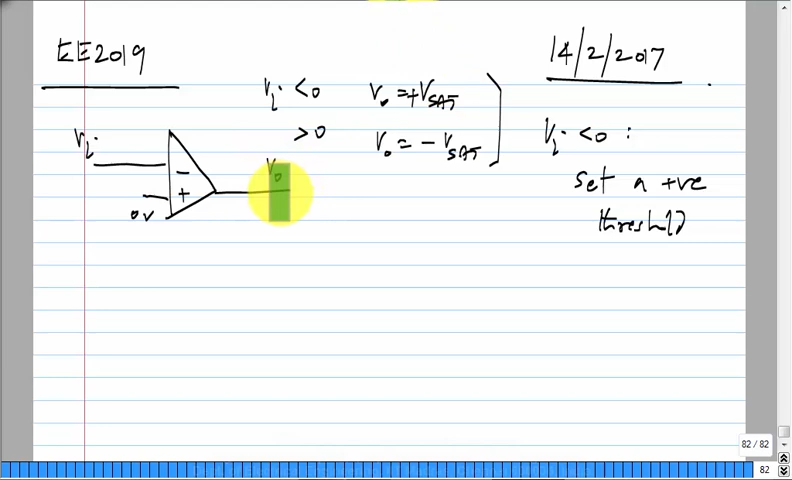 EE2019
14/2/2017
Vi <0 Vo = +VSAT
>0 Vo = - VSAT
Vi
-
+
0V
Vo
Vi <0 :
Set a +ve
threshold
82 / 82
82